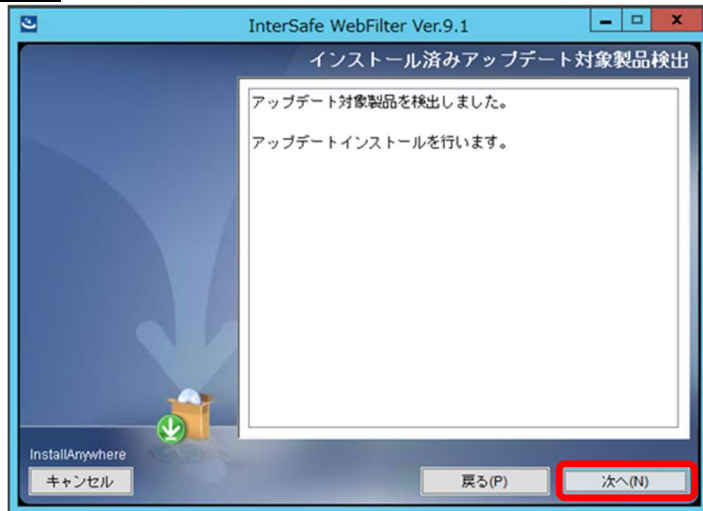 InterSafe WebFilter Ver.9.1
インストール済みアップデート対象製品検出
アップデート対象製品を検出しました。
アップデートインストールを行います。
InstallAnywhere
キャンセル
戻る(P)
次へ(N)